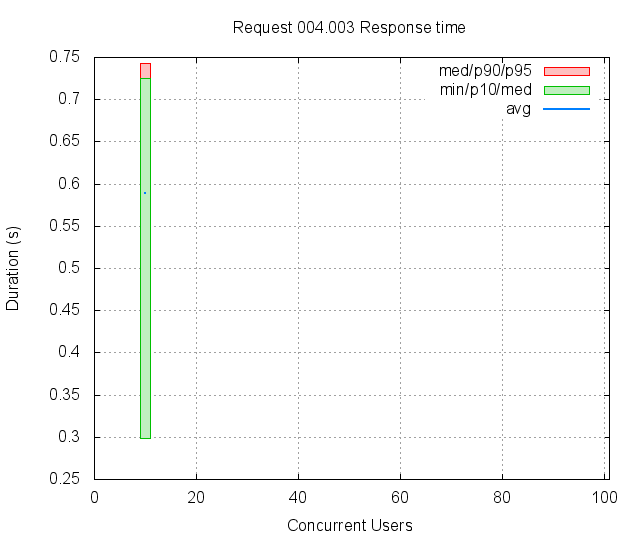 Request 004.003 Response time
0.75
0.7
0.65
0.6
0.55
0.5
0.45
0.4
0.35
0.3
0.25
Duration (s)
med/p90/p95
min/p10/med
avg
0 20 40 60 80 100
Concurrent Users